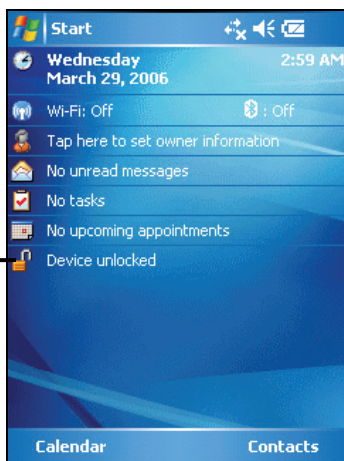 Start
Wednesday 2:59 AM
March 29, 2006
Wi-Fi: Off : Off
Tap here to set owner information
No unread messages
No tasks
No upcoming appointments
Device unlocked
Calendar Contacts